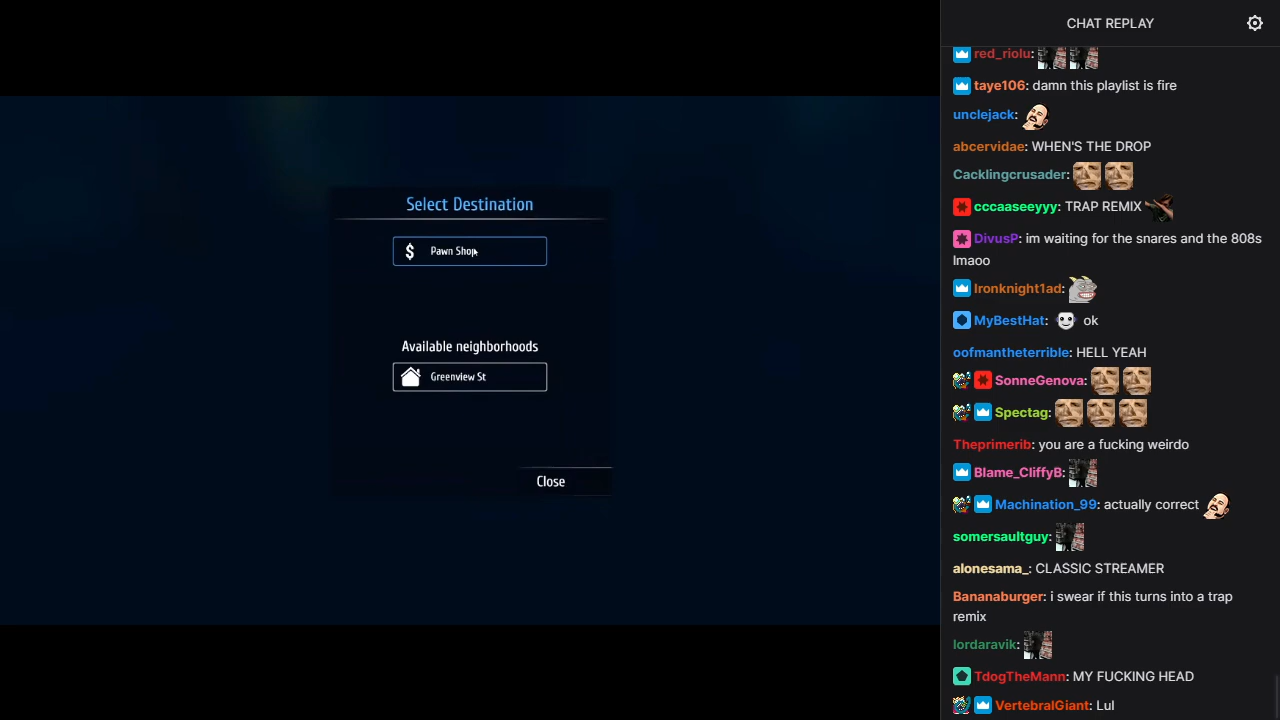 Select Destination
$ Pawn Shop
Available neighborhoods
Greenview St
Close
CHAT REPLAY
red_riolu:
taye106: damn this playlist is fire
unclejack:
abcervidae: WHEN'S THE DROP
Cacklingcrusader:
cccaaseeyyy: TRAP REMIX
DivusP: im waiting for the snares and the 808s
lmaoo
Ironknight1ad:
MyBestHat: ok
oofmantheterrible: HELL YEAH
SonneGenova:
Spectag:
Theprimerib: you are a fucking weirdo
Blame_CliffyB:
Machination_99: actually correct
somersaultguy:
alonesama_: CLASSIC STREAMER
Bananaburger: i swear if this turns into a trap
remix
lordaravik:
TdogTheMann: MY FUCKING HEAD
VertebralGiant: Lul